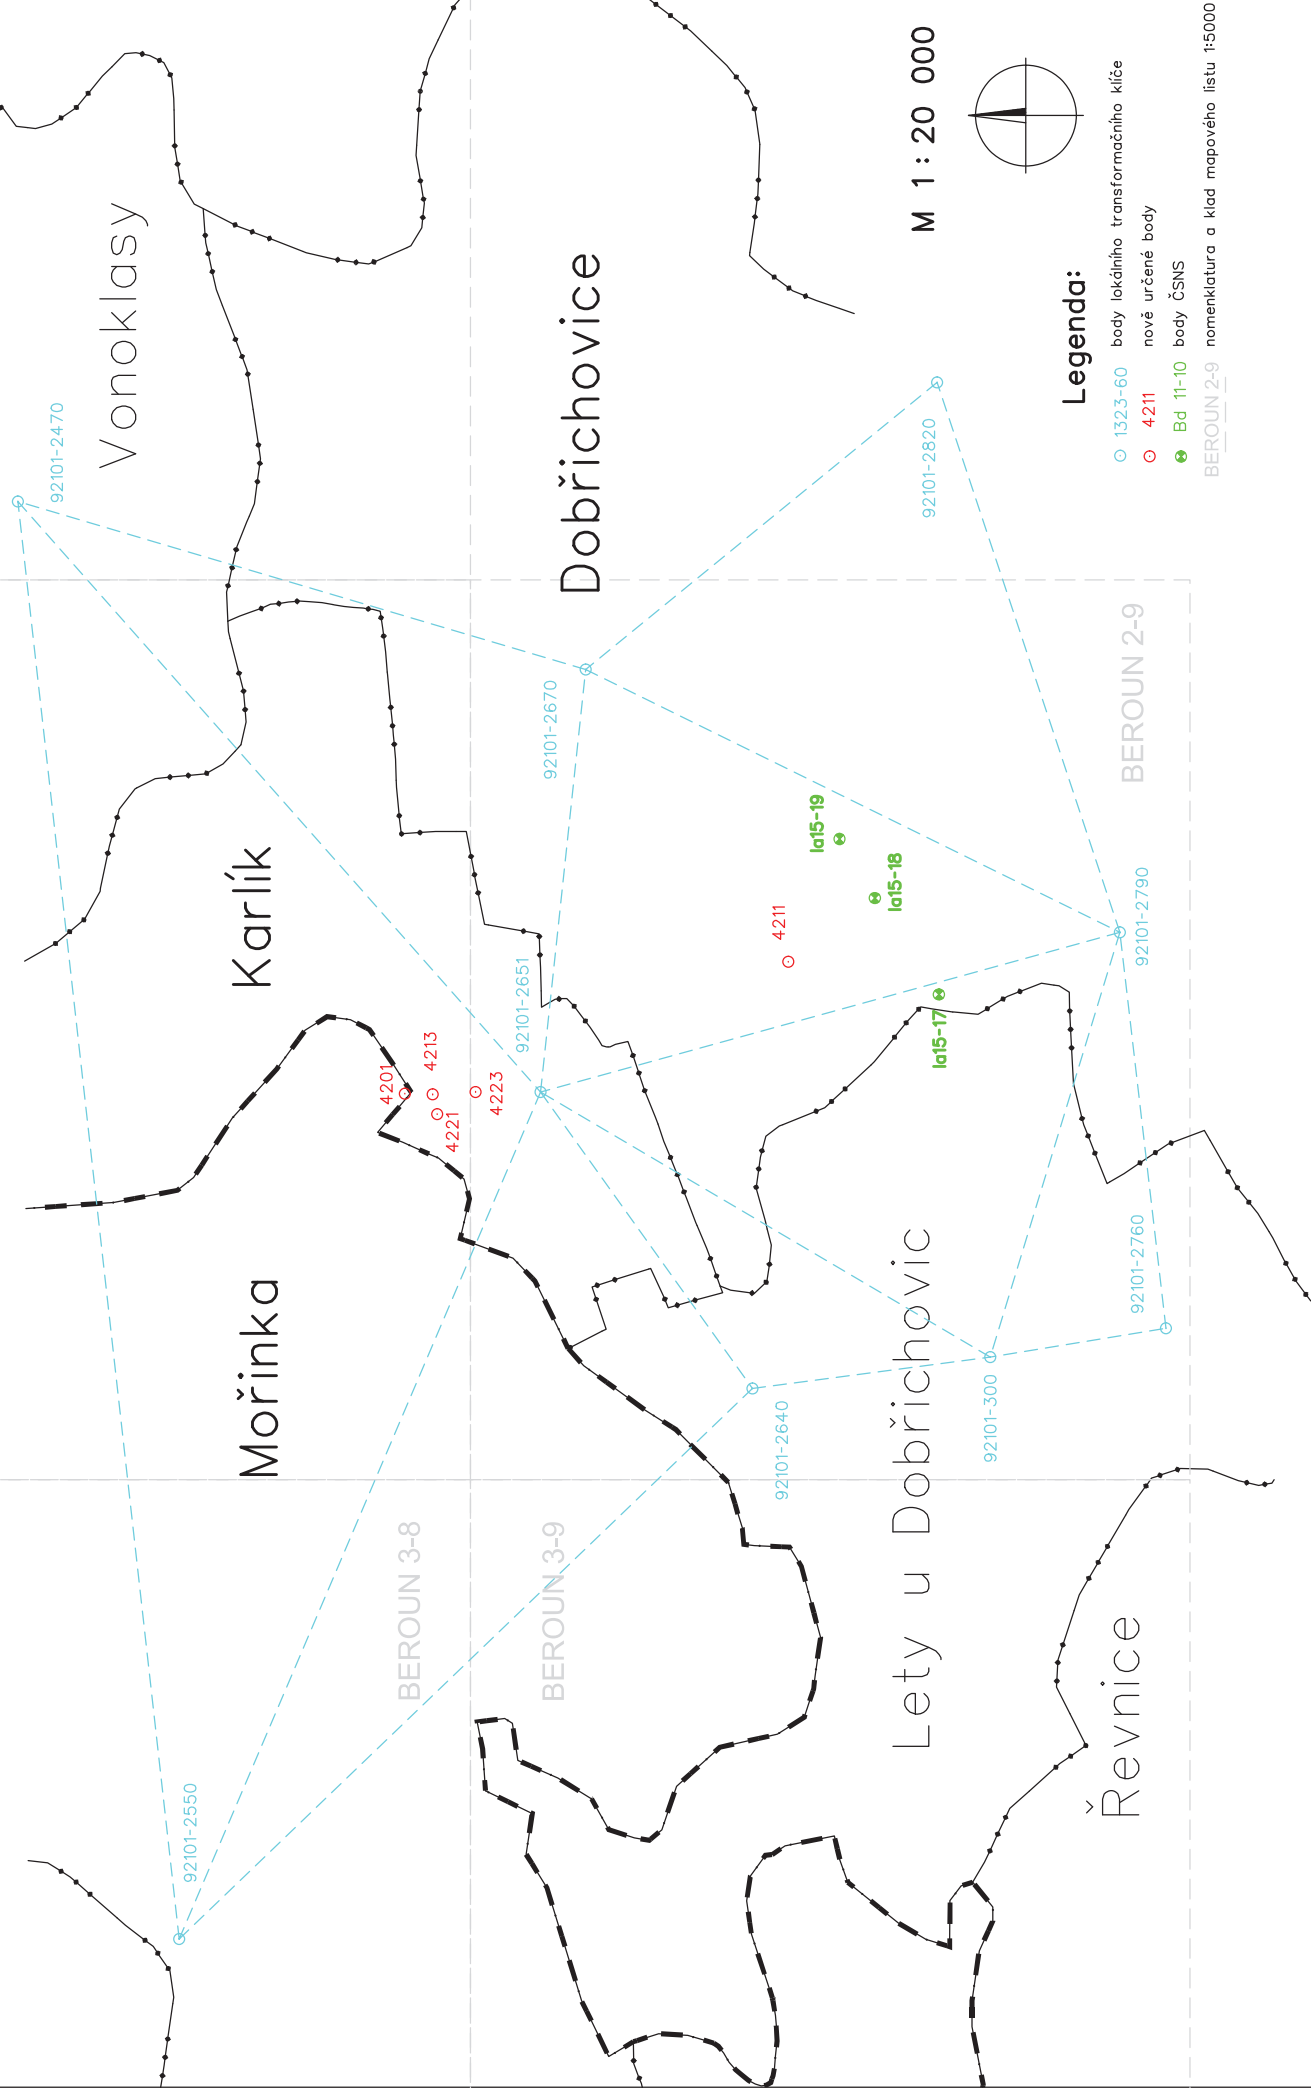 92101-2550
92101-2470
Vonoklasy
Mořinka
Karlík
BEROUN 3-8
4201
4213
4221
4223
BEROUN 3-9
92101-2651
92101-2670
Dobřichovice
92101-2640
4211
Ia15-19
Ia15-18
Ia15-17
Lety u Dobřichovic
92101-300
92101-2820
M 1:20 000
Řevnice
92101-2760
92101-2790
BEROUN 2-9
Legenda:
1323-60 body lokálního transformačního klíče
4211 nově určené body
Bd 11-10 body ČSNS
BEROUN 2-9 nomenklatura a klad mapového listu 1:5000